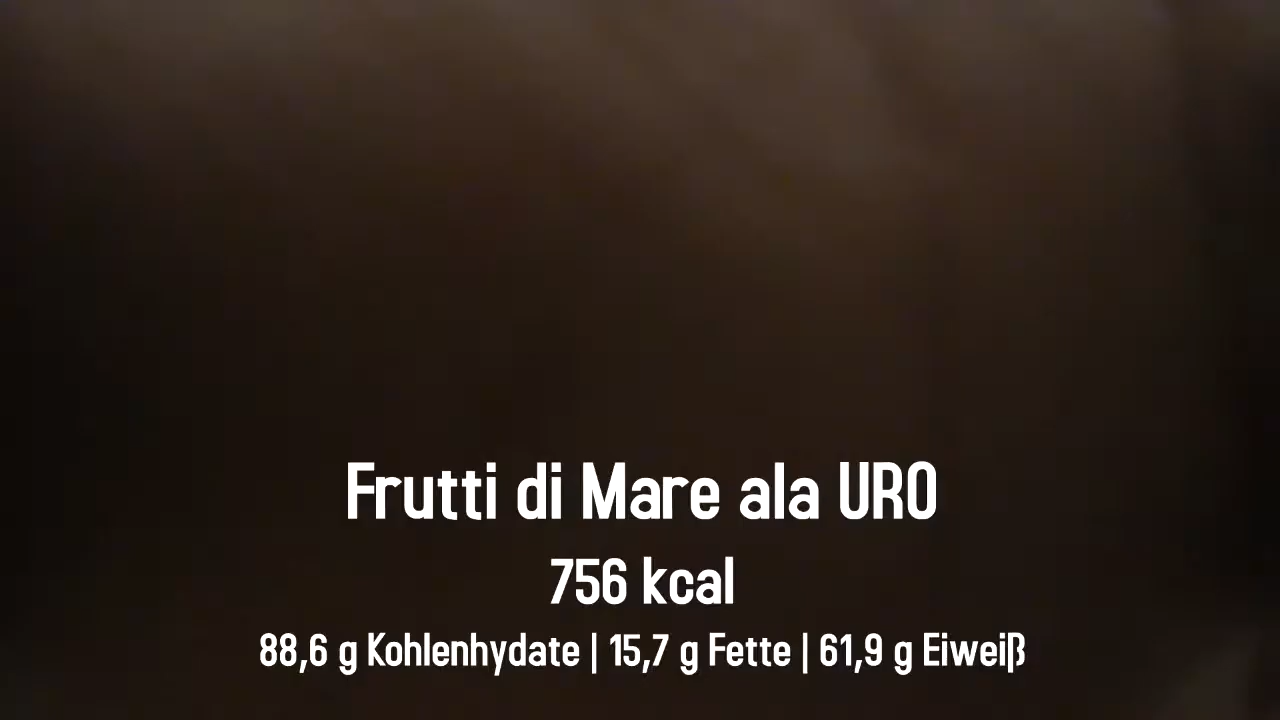 Frutti di Mare ala URO
756 kcal
88,6 g Kohlenhydate | 15,7 g Fette | 61,9 g Eiweiß